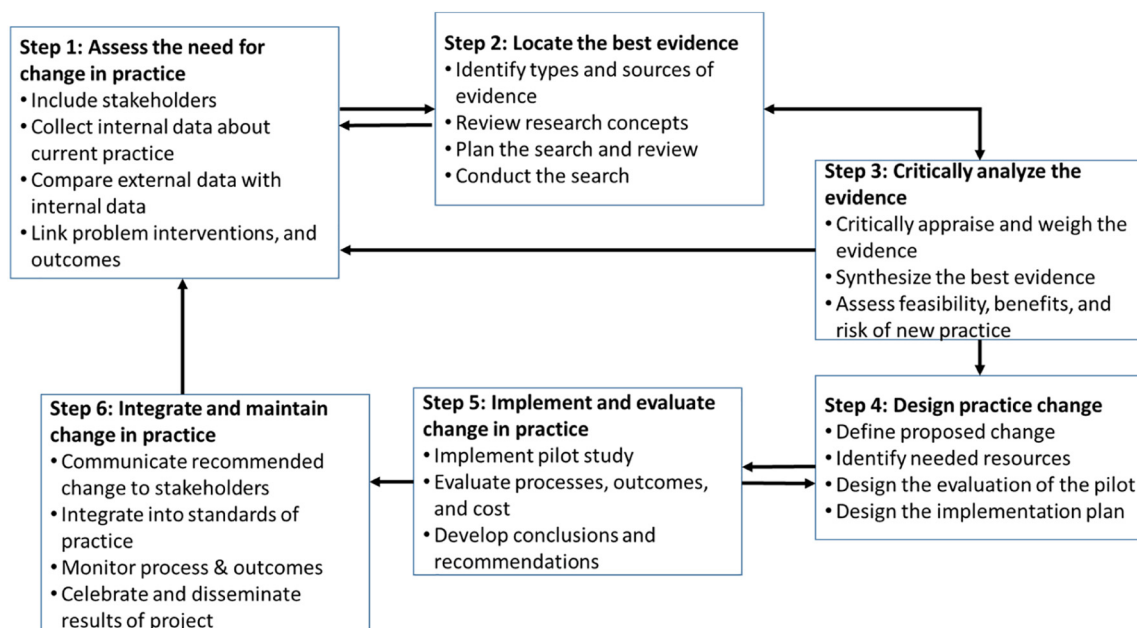 Step 1: Assess the need for
change in practice
• Include stakeholders
• Collect internal data about
current practice
• Compare external data with
internal data
• Link problem interventions, and
outcomes
Step 2: Locate the best evidence
• Identify types and sources of
evidence
• Review research concepts
• Plan the search and review
• Conduct the search
Step 3: Critically analyze the
evidence
• Critically appraise and weigh the
evidence
• Synthesize the best evidence
• Assess feasibility, benefits, and
risk of new practice
Step 4: Design practice change
• Define proposed change
• Identify needed resources
• Design the evaluation of the pilot
• Design the implementation plan
Step 5: Implement and evaluate
change in practice
• Implement pilot study
• Evaluate processes, outcomes,
and cost
• Develop conclusions and
recommendations
Step 6: Integrate and maintain
change in practice
• Communicate recommended
change to stakeholders
• Integrate into standards of
practice
• Monitor process & outcomes
• Celebrate and disseminate
results of project